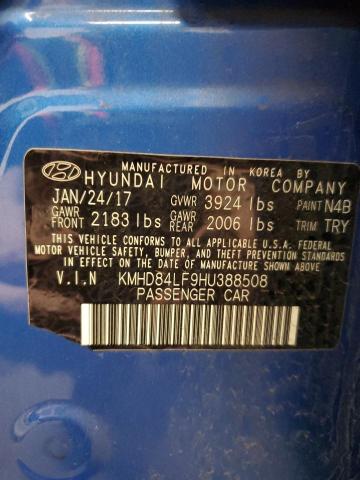 MANUFACTURED IN KOREA BY
HYUNDAI MOTOR COMPANY
JAN/24/17 GVWR 3924 lbs PAINT N4B
GAWR FRONT 2183 lbs GAWR REAR 2006 lbs TRIM TRY
THIS VEHICLE CONFORMS TO ALL APPLICABLE U.S.A. FEDERAL
MOTOR VEHICLE SAFETY, BUMPER, AND THEFT PREVENTION STANDARDS
IN EFFECT ON THE DATE OF MANUFACTURE SHOWN ABOVE.
V.I.N KMHD84LF9HU388508
PASSENGER CAR